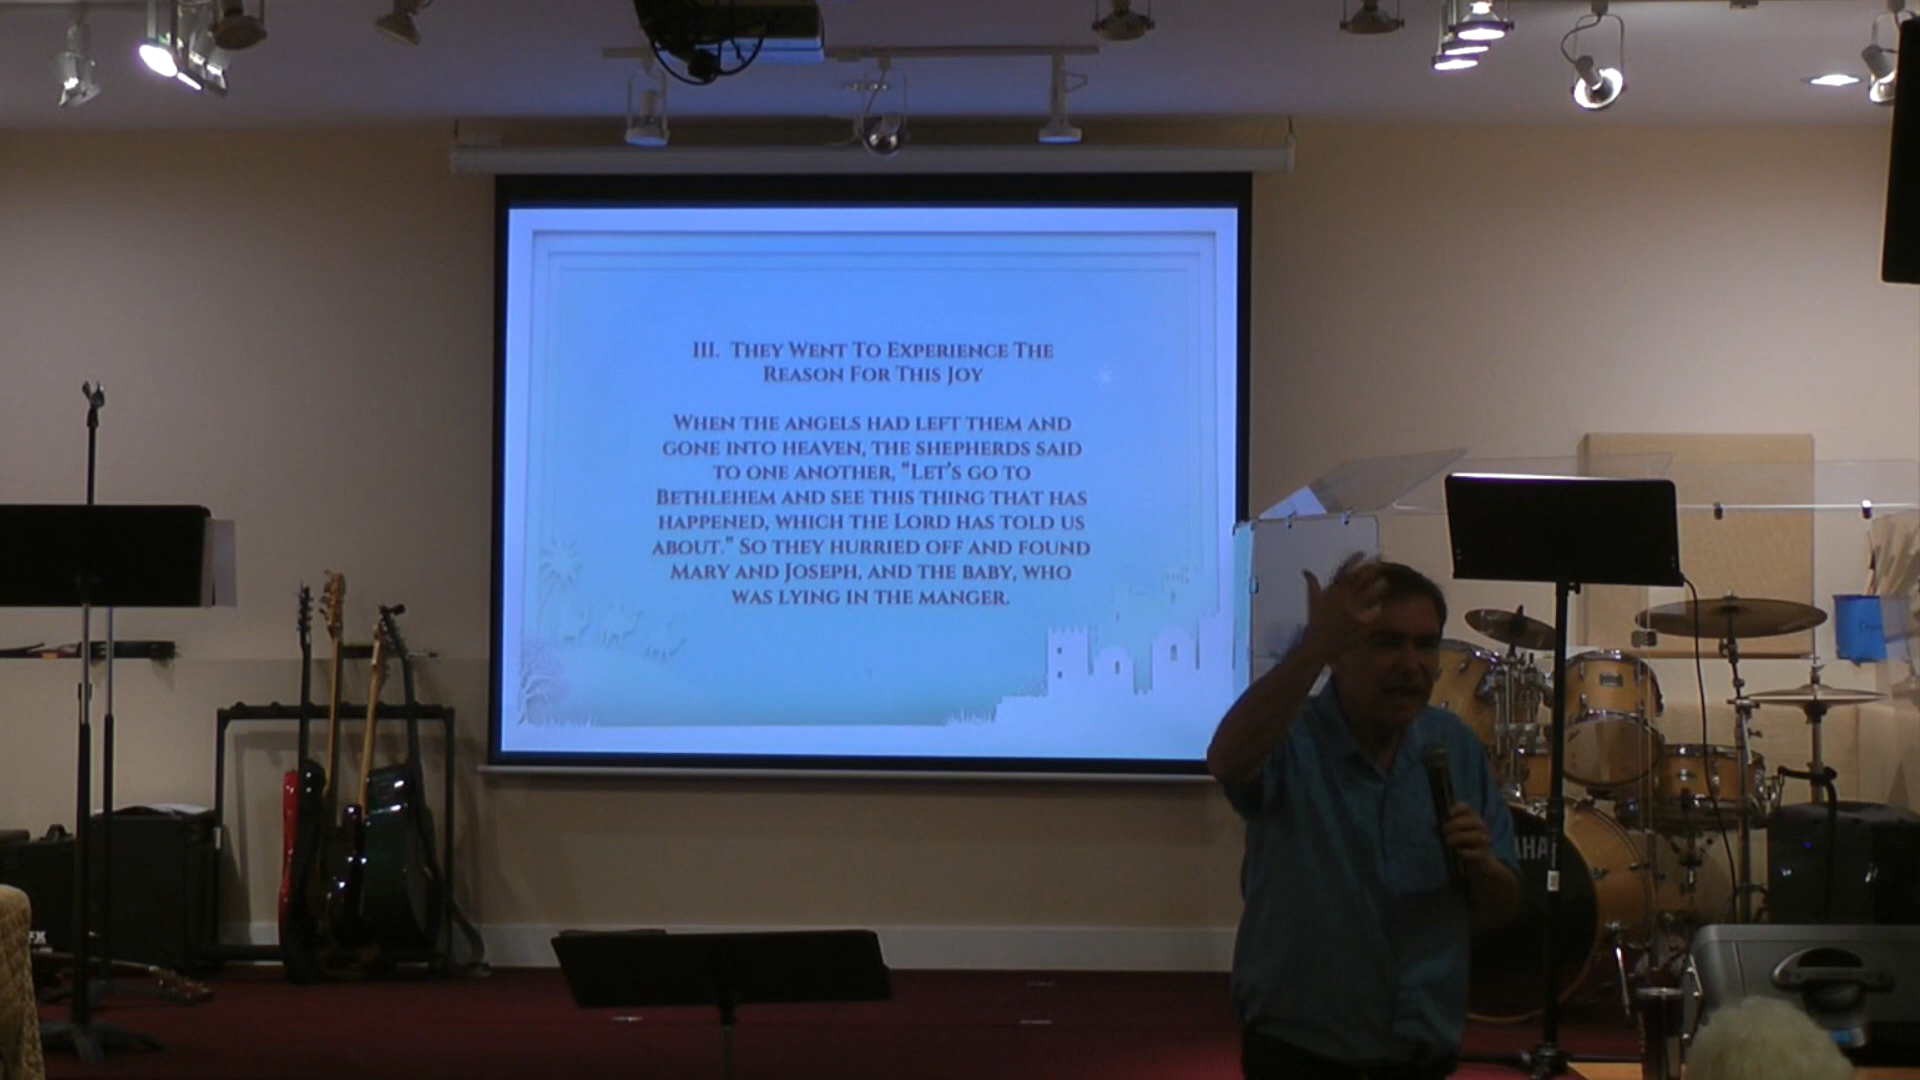 III. They Went To Experience The
Reason For This Joy
When the angels had left them and
gone into heaven, the shepherds said
to one another, "Let's go to
Bethlehem and see this thing that has
happened, which the Lord has told us
about." So they hurried off and found
Mary and Joseph, and the baby, who
was lying in the manger.